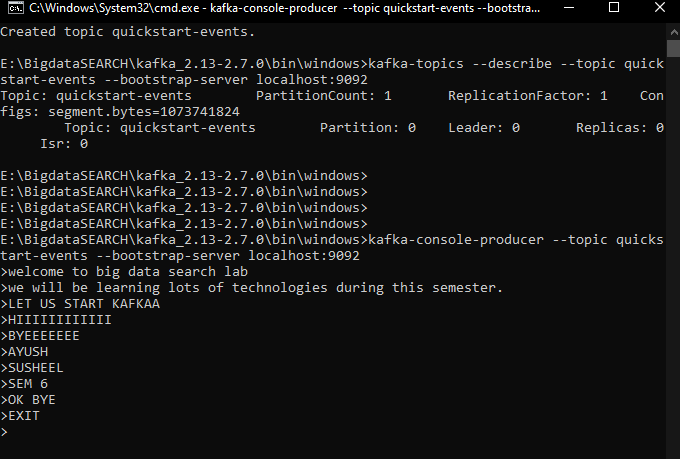 C:\Windows\System32\cmd.exe - kafka-console-producer --topic quickstart-events --bootstra...
Created topic quickstart-events.
E:\BigdataSEARCH\kafka_2.13-2.7.0\bin\windows>kafka-topics --describe --topic quick
start-events --bootstrap-server localhost:9092
Topic: quickstart-events PartitionCount: 1 ReplicationFactor: 1 Con
figs: segment.bytes=1073741824
Topic: quickstart-events Partition: 0 Leader: 0 Replicas: 0
Isr: 0
E:\BigdataSEARCH\kafka_2.13-2.7.0\bin\windows>
E:\BigdataSEARCH\kafka_2.13-2.7.0\bin\windows>
E:\BigdataSEARCH\kafka_2.13-2.7.0\bin\windows>
E:\BigdataSEARCH\kafka_2.13-2.7.0\bin\windows>
E:\BigdataSEARCH\kafka_2.13-2.7.0\bin\windows>kafka-console-producer --topic quicks
tart-events --bootstrap-server localhost:9092
>welcome to big data search lab
>we will be learning lots of technologies during this semester.
>LET US START KAFKAA
>HIIIIIIIIIIII
>BYEEEEEEE
>AYUSH
>SUSHEEL
>SEM 6
>OK BYE
>EXIT
>